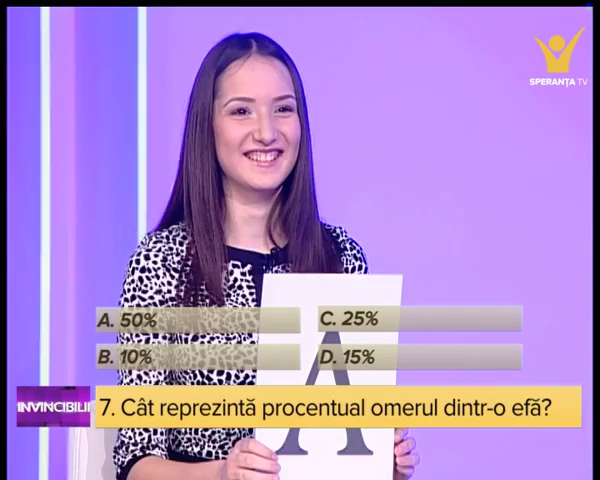 SPERANȚA TV
A. 50%
C. 25%
B. 10%
D. 15%
A
INVINCIBILII
7. Cât reprezintă procentual omerul dintr-o efă?